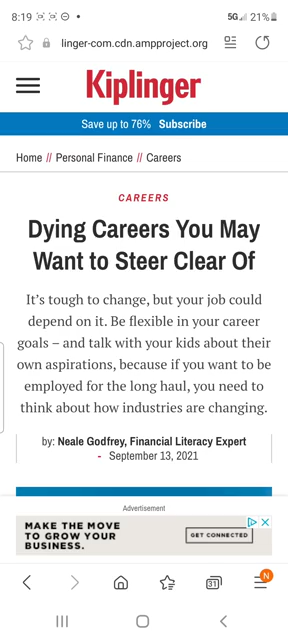 8:19
5G 21%
linger-com.cdn.ampproject.org
Kiplinger
Save up to 76% Subscribe
Home // Personal Finance // Careers
CAREERS
Dying Careers You May
Want to Steer Clear Of
It's tough to change, but your job could
depend on it. Be flexible in your career
goals – and talk with your kids about their
own aspirations, because if you want to be
employed for the long haul, you need to
think about how industries are changing.
by: Neale Godfrey, Financial Literacy Expert
- September 13, 2021
Advertisement
MAKE THE MOVE
TO GROW YOUR
BUSINESS.
GET CONNECTED
31
N